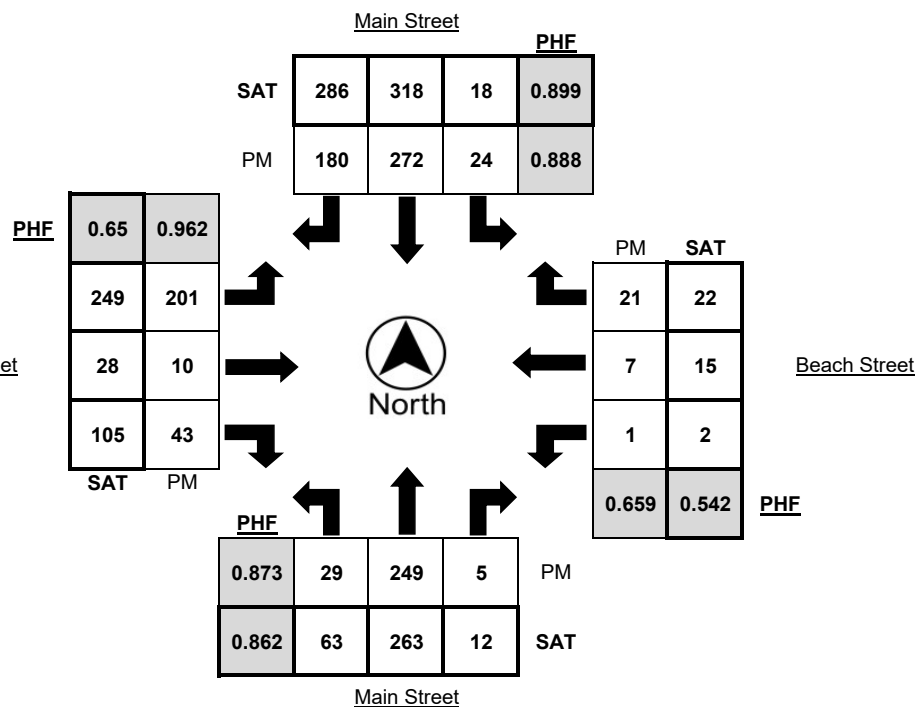 Main Street
PHF
SAT 286 318 18 0.899
PM 180 272 24 0.888
PHF 0.65 0.962
PM SAT
249 201
21 22
et 28 10
7 15 Beach Street
North
105 43
1 2
SAT PM
0.659 0.542 PHF
PHF
0.873 29 249 5 PM
0.862 63 263 12 SAT
Main Street